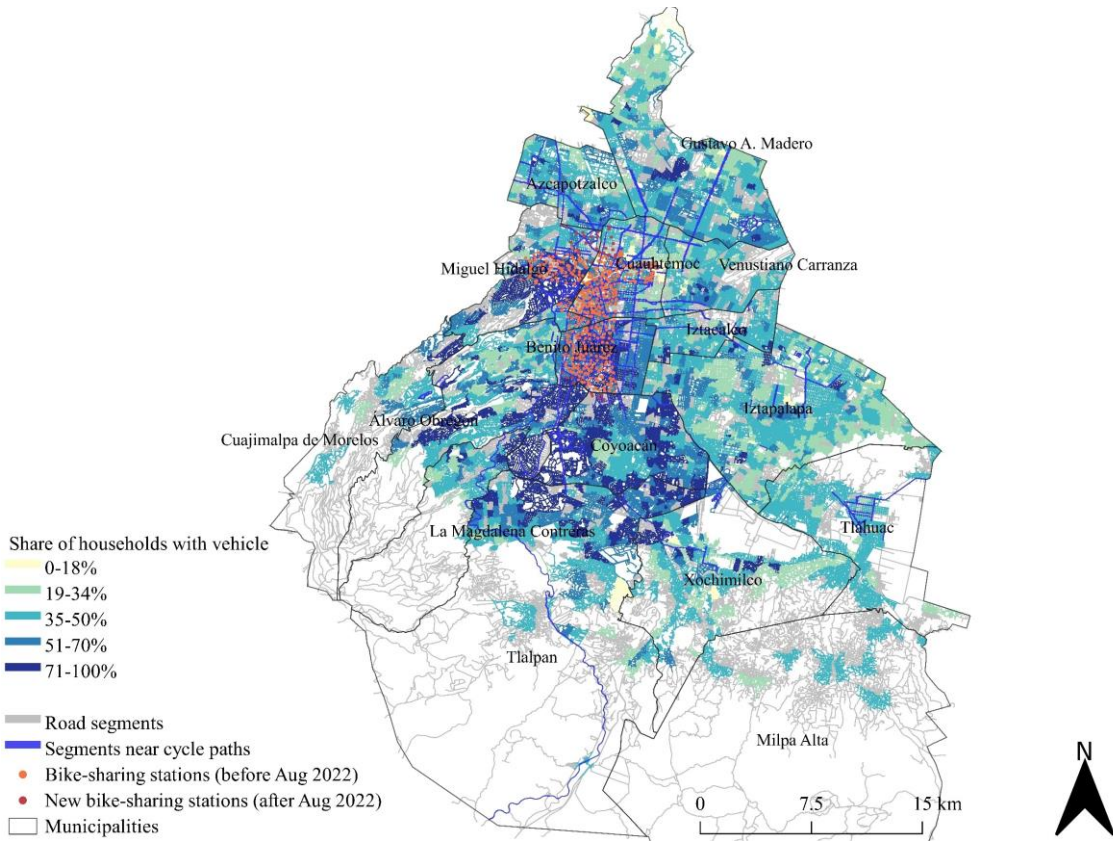 Gustavo A. Madero
Azcapotzalco
Miguel Hidalgo
Cuauhtémoc
Venustiano Carranza
Iztacalco
Benito Juárez
Iztapalapa
Álvaro Obregón
Cuajimalpa de Morelos
Coyoacán
Tlahuac
La Magdalena Contreras
Xochimilco
Tlalpan
Milpa Alta
Share of households with vehicle
0-18%
19-34%
35-50%
51-70%
71-100%
Road segments
Segments near cycle paths
Bike-sharing stations (before Aug 2022)
New bike-sharing stations (after Aug 2022)
Municipalities
0 7.5 15 km
N